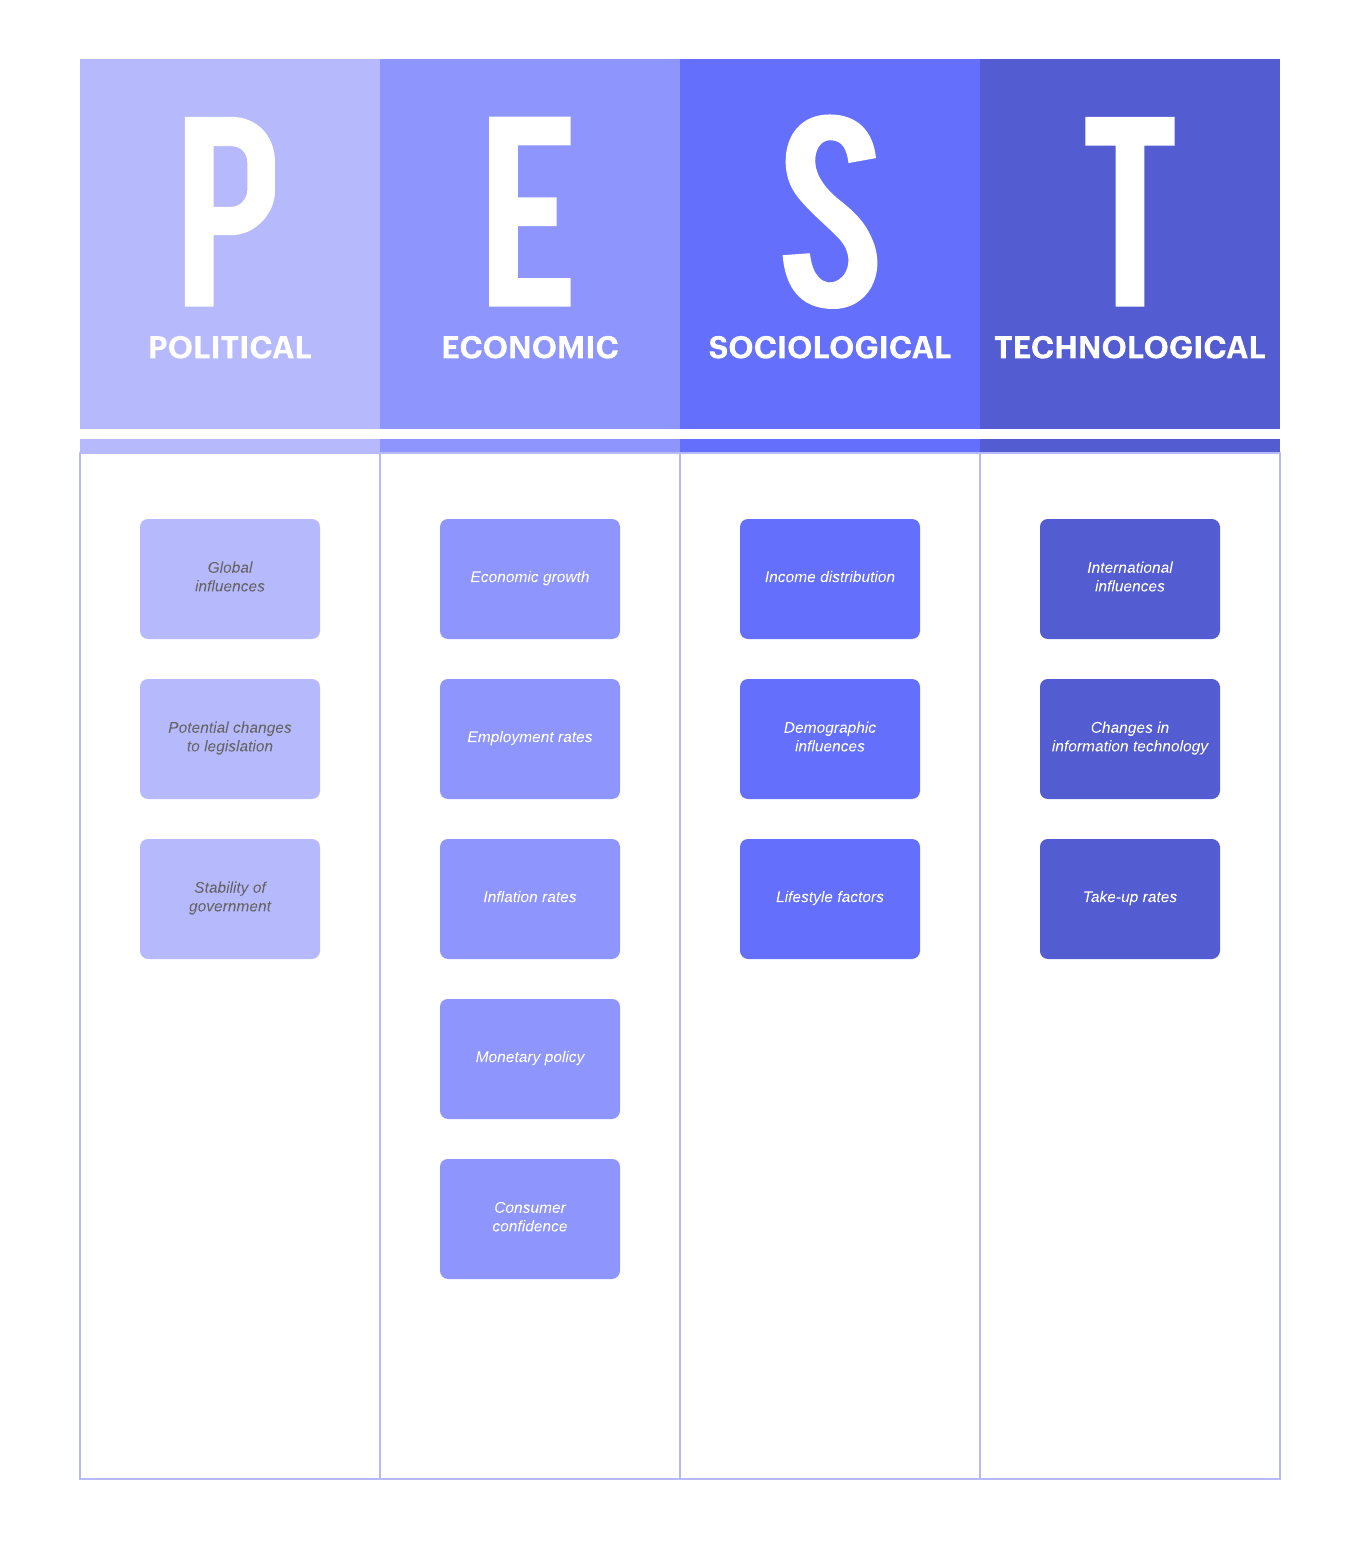 P
POLITICAL
E
ECONOMIC
S
SOCIOLOGICAL
T
TECHNOLOGICAL
Global
influences
Potential changes
to legislation
Stability of
government
Economic growth
Employment rates
Inflation rates
Monetary policy
Consumer
confidence
Income distribution
Demographic
influences
Lifestyle factors
International
influences
Changes in
information technology
Take-up rates